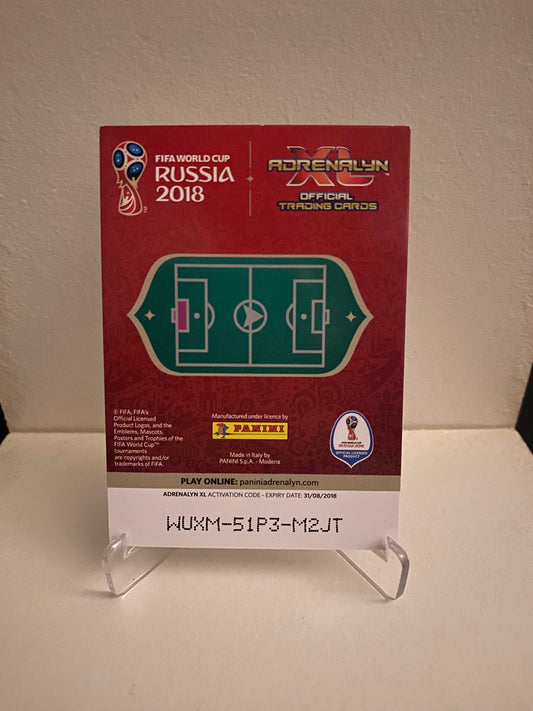 FIFA WORLD CUP
RUSSIA
2018
ADRENALYN
XL
OFFICIAL
TRADING CARDS
© FIFA, FIFA's
Official Licensed
Product Logos, and the
Emblems, Mascots,
Posters and Trophies of the
FIFA World Cup™
tournaments
are copyrights and/or
trademarks of FIFA.
Manufactured under licence by
PANINI
Made in Italy by
PANINI S.p.A. - Modena
RUSSIA 2018
OFFICIAL LICENSED
PRODUCT
PLAY ONLINE: paniniadrenalyn.com
ADRENALYN XL ACTIVATION CODE - EXPIRY DATE: 31/08/2018
WUXM-51P3-M2JT